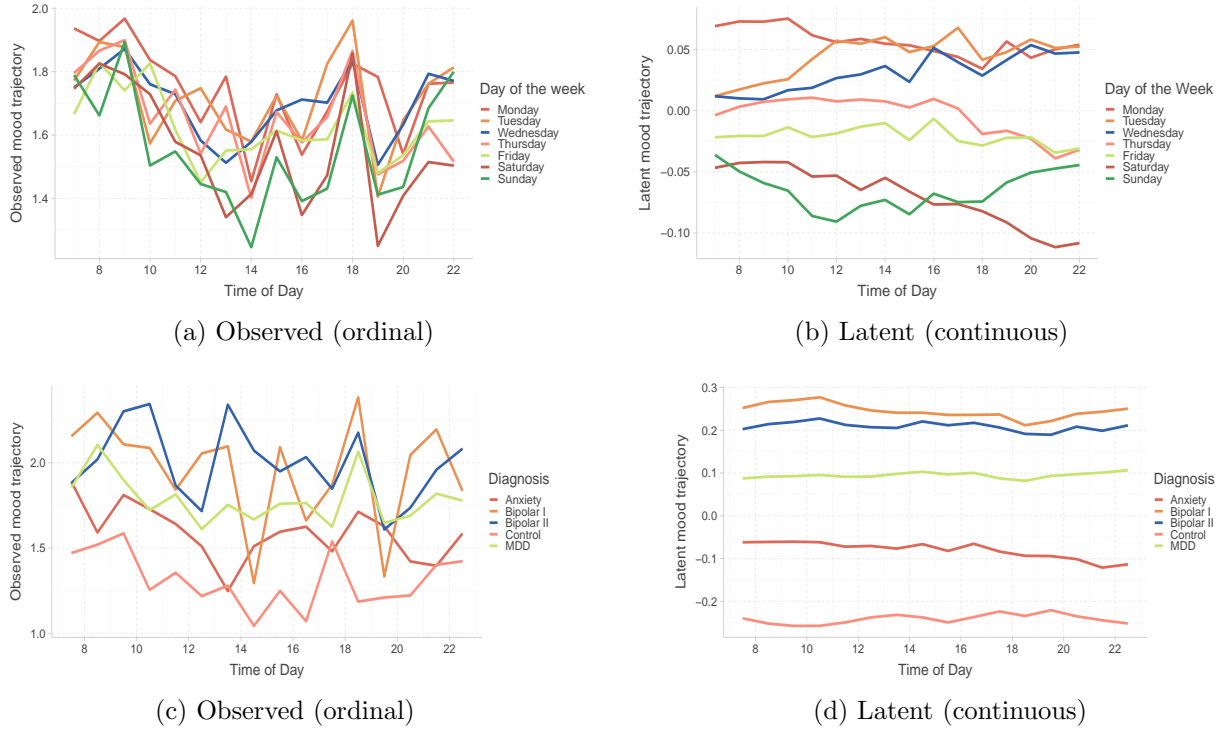 2.0
1.8
1.6
1.4
8
10
12
14
16
18
20
22
Time of Day
Observed mood trajectory
Day of the week
Monday
Tuesday
Wednesday
Thursday
Friday
Saturday
Sunday
(a) Observed (ordinal)
0.05
0.00
−0.05
−0.10
8
10
12
14
16
18
20
22
Time of Day
Latent mood trajectory
Day of the Week
Monday
Tuesday
Wednesday
Thursday
Friday
Saturday
Sunday
(b) Latent (continuous)
2.0
1.5
1.0
8
10
12
14
16
18
20
22
Time of Day
Observed mood trajectory
Diagnosis
Anxiety
Bipolar I
Bipolar II
Control
MDD
(c) Observed (ordinal)
0.3
0.2
0.1
0.0
−0.1
−0.2
8
10
12
14
16
18
20
22
Time of Day
Latent mood trajectory
Diagnosis
Anxiety
Bipolar I
Bipolar II
Control
MDD
(d) Latent (continuous)